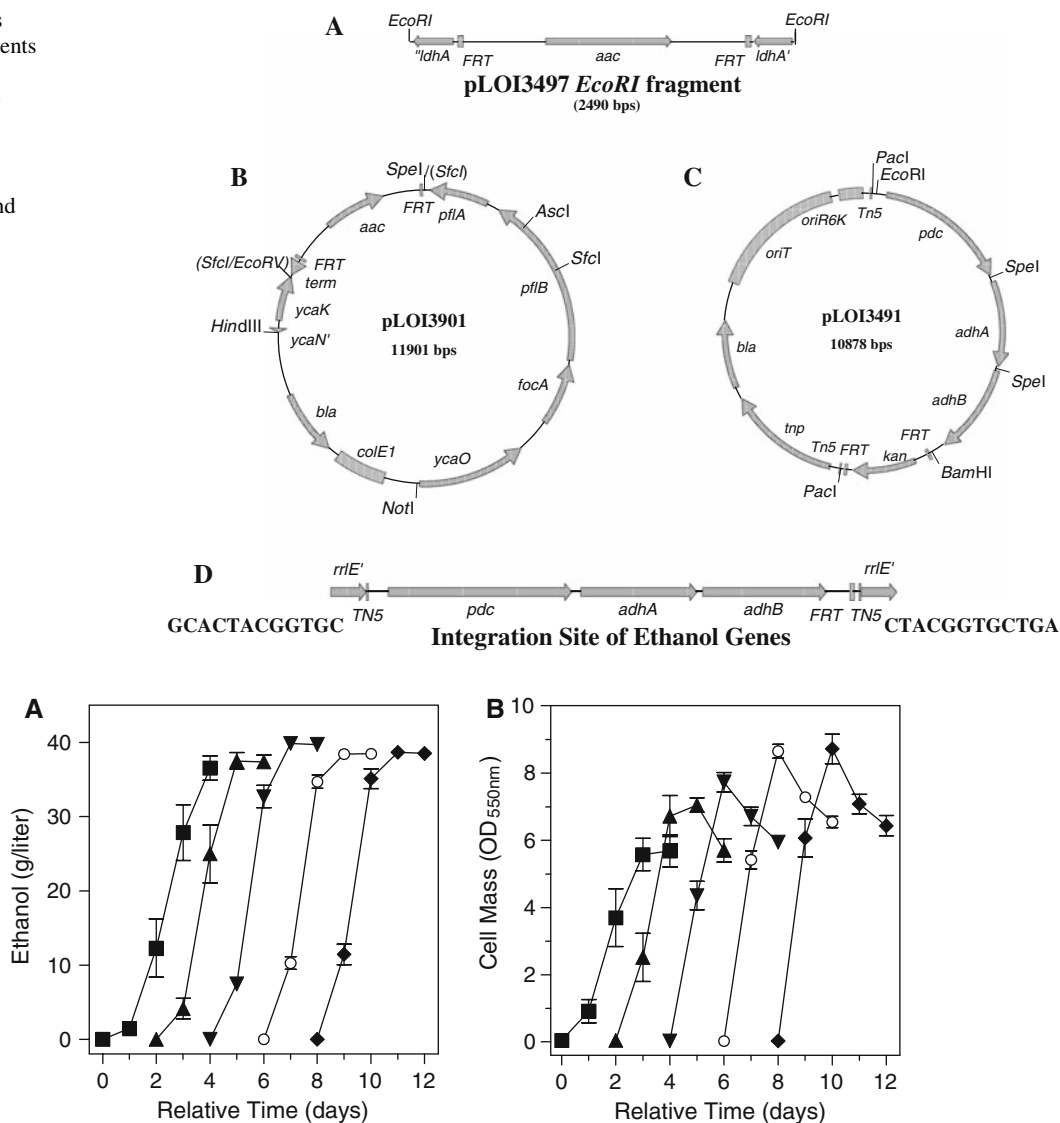 s
ents
nd
A
EcoRI
EcoRI
"ldhA
FRT
aac
FRT
ldhA'
pLOI3497 EcoRI fragment
(2490 bps)
B
SpeI/(SfcI)
FRT
pflA
AscI
SfcI
pflB
aac
(SfcI/EcoRV)
FRT
term
ycaK
HindIII
ycaN'
pLOI3901
11901 bps
focA
bla
colE1
ycaO
NotI
C
PacI
EcoRI
Tn5
oriR6K
oriT
pdc
SpeI
adhA
pLOI3491
10878 bps
SpeI
bla
adhB
tnp
Tn5
FRT
FRT
kan
BamHI
PacI
D
rrlE'
rrlE'
TN5
pdc
adhA
adhB
FRT
TN5
GCACTACGGTGC
Integration Site of Ethanol Genes
CTACGGTGCTGA
A
40
30
20
10
0
Ethanol (g/liter)
0 2 4 6 8 10 12
Relative Time (days)
B
10
8
6
4
2
0
Cell Mass (OD550nm)
0 2 4 6 8 10 12
Relative Time (days)